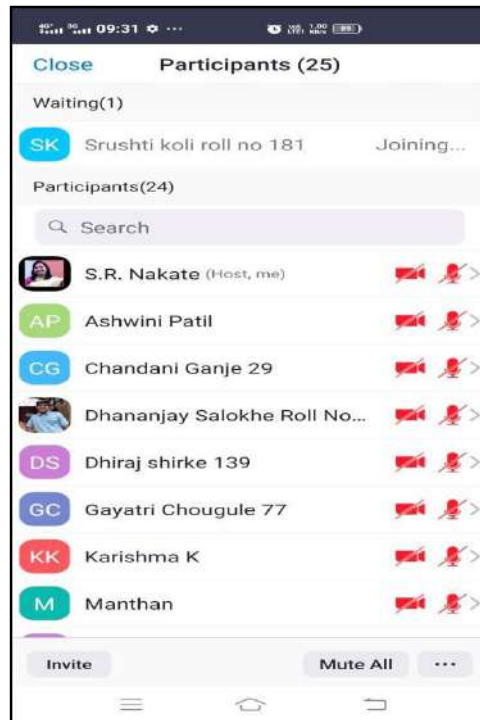 09:31
1.00
Close Participants (25)
Waiting(1)
SK Srushti koli roll no 181 Joining...
Participants(24)
Search
S.R. Nakate (Host, me)
AP Ashwini Patil
CG Chandani Ganje 29
Dhananjay Salokhe Roll No...
DS Dhiraj shirke 139
GC Gayatri Chougule 77
KK Karishma K
M Manthan
Invite Mute All ...